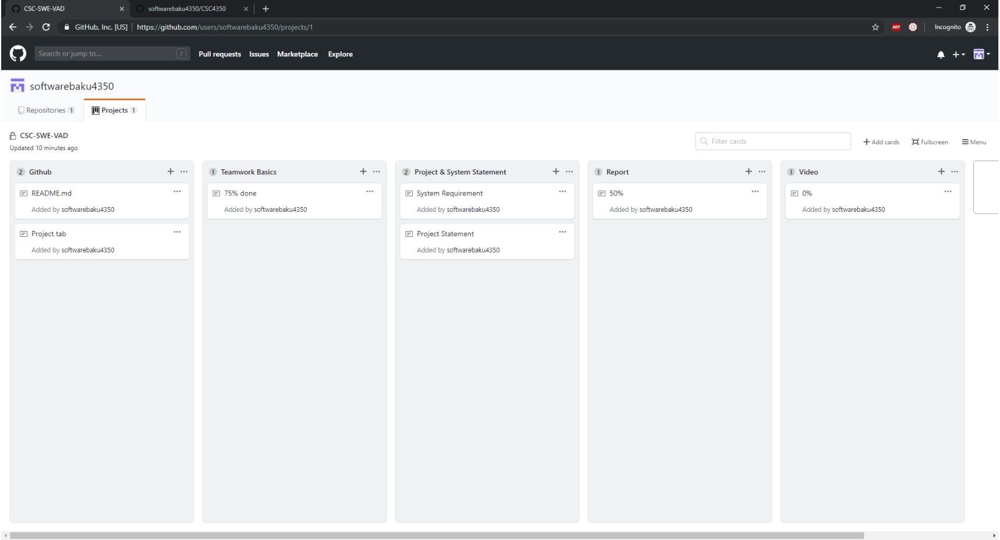 CSC-SWE-VAD
softwarebaku4350/CSC4350
GitHub, Inc. [US] https://github.com/users/softwarebaku4350/projects/1
ABP
Incognito
Search or jump to... /
Pull requests Issues Marketplace Explore
softwarebaku4350
Repositories 1 Projects 1
CSC-SWE-VAD
Updated 10 minutes ago
Filter cards
Add cards
Fullscreen
Menu
2 Github
README.md
Added by softwarebaku4350
Project tab
Added by softwarebaku4350
1 Teamwork Basics
75% done
Added by softwarebaku4350
2 Project & System Statement
System Requirement
Added by softwarebaku4350
Project Statement
Added by softwarebaku4350
1 Report
50%
Added by softwarebaku4350
1 Video
0%
Added by softwarebaku4350